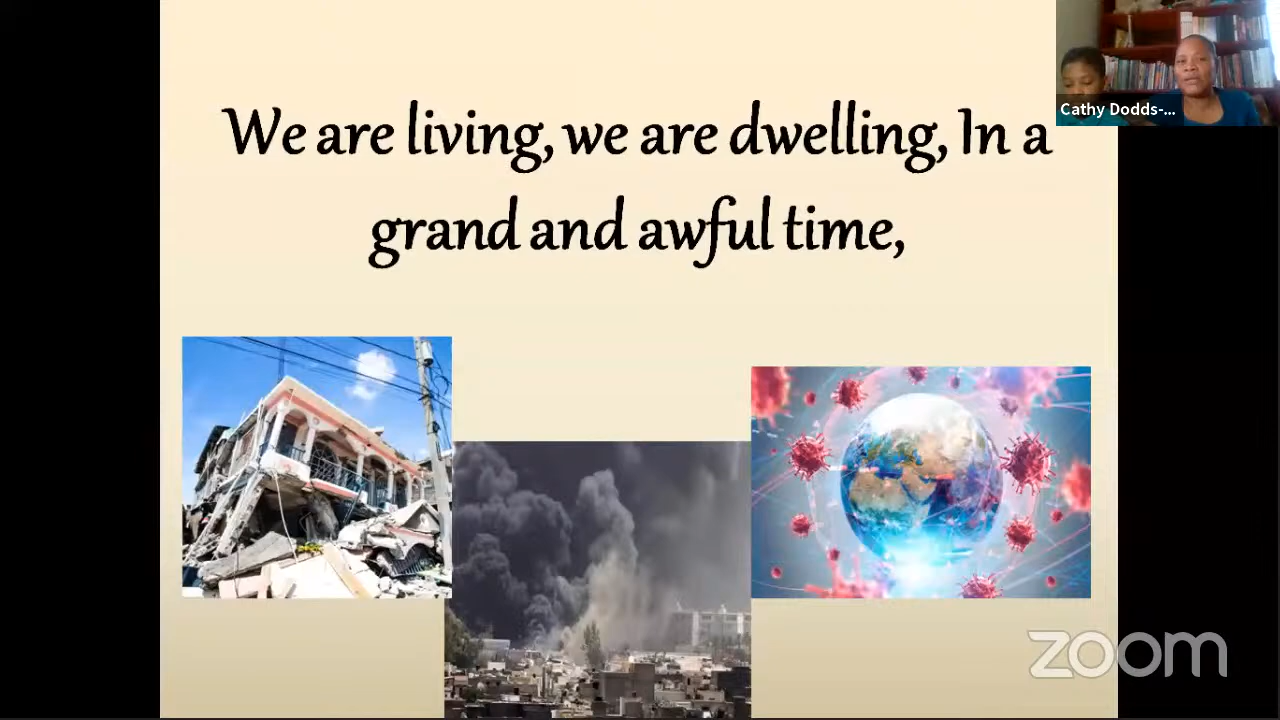 Cathy Dodds-...
We are living, we are dwelling, In a
grand and awful time,
zoom